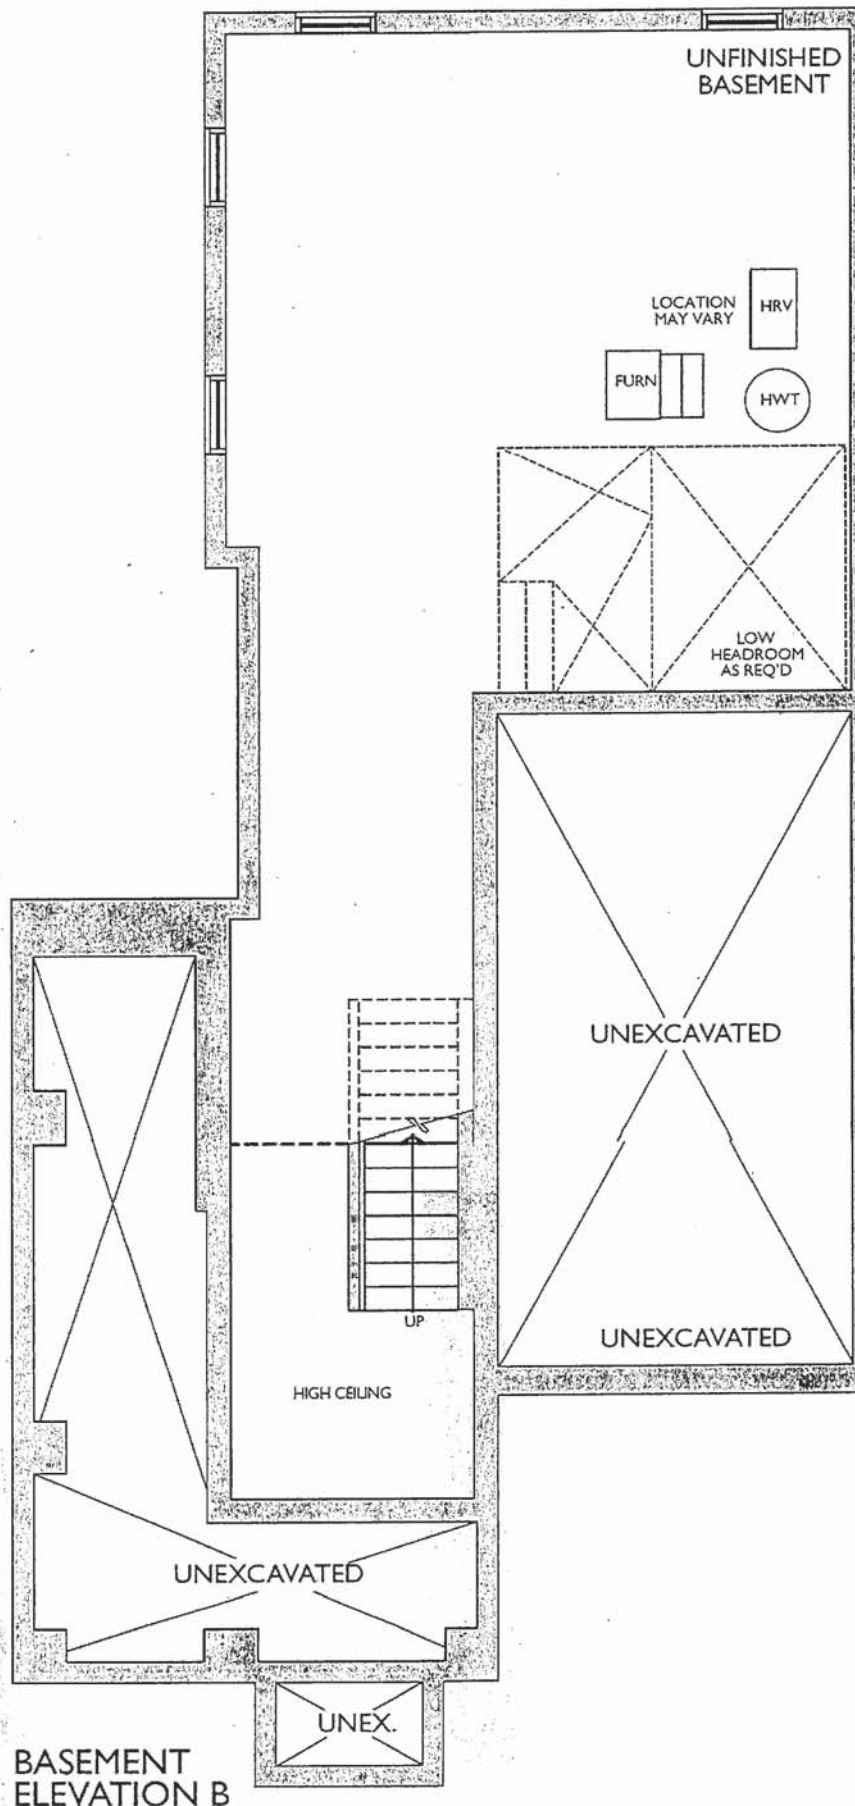 UNFINISHED
BASEMENT
LOCATION
MAY VARY
HRV
FURN
HWT
LOW
HEADROOM
AS REQ'D
UNEXCAVATED
UP
UNEXCAVATED
HIGH CEILING
UNEXCAVATED
UNEX.
BASEMENT
ELEVATION B